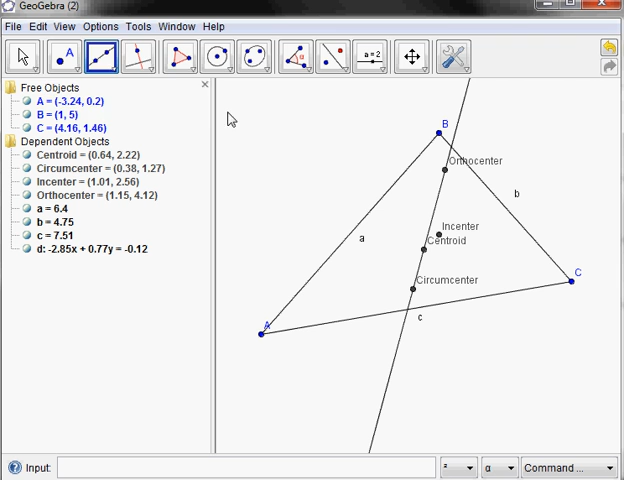 GeoGebra (2)
File Edit View Options Tools Window Help
A
α
a = 2
Free Objects
A = (-3.24, 0.2)
B = (1, 5)
C = (4.16, 1.46)
Dependent Objects
Centroid = (0.64, 2.22)
Circumcenter = (0.38, 1.27)
Incenter = (1.01, 2.56)
Orthocenter = (1.15, 4.12)
a = 6.4
b = 4.75
c = 7.51
d: -2.85x + 0.77y = -0.12
B
Orthocenter
b
Incenter
a
Centroid
C
Circumcenter
c
A
Input:
²
α
Command ...